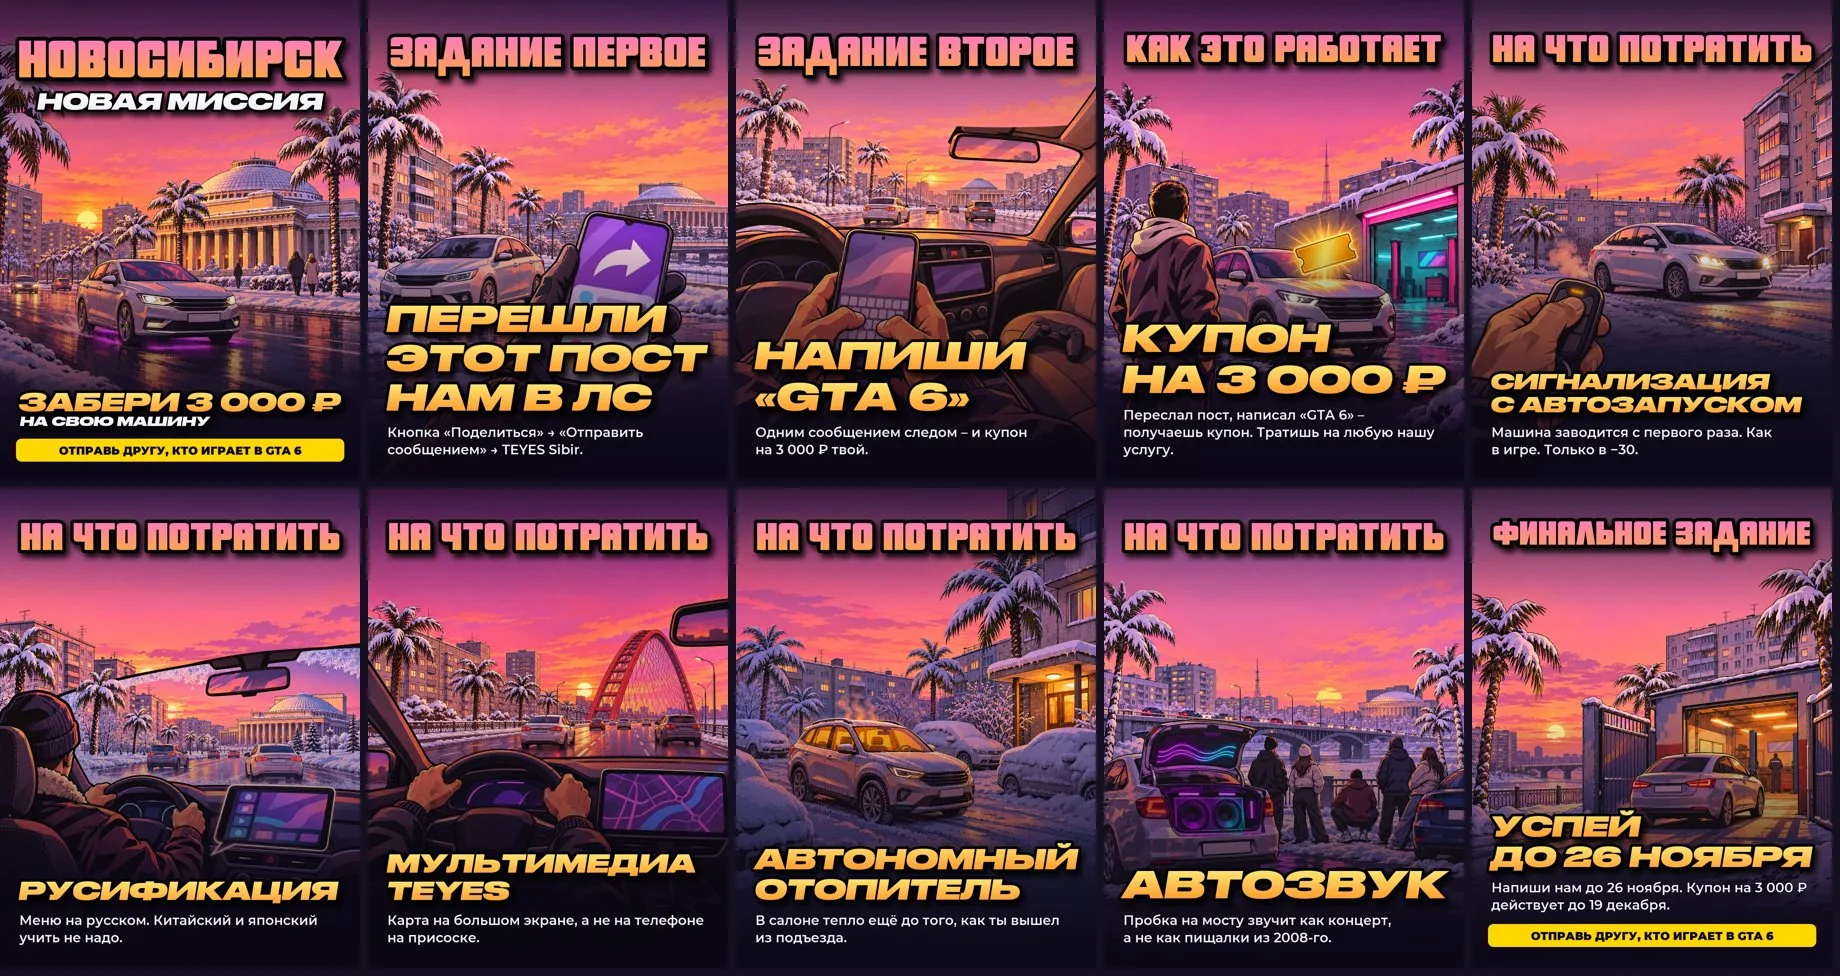 НОВОСИБИРСК
НОВАЯ МИССИЯ
ЗАБЕРИ 3 000 ₽
НА СВОЮ МАШИНУ
ОТПРАВЬ ДРУГУ, КТО ИГРАЕТ В GTA 6
ЗАДАНИЕ ПЕРВОЕ
ПЕРЕШЛИ
ЭТОТ ПОСТ
НАМ В ЛС
Кнопка «Поделиться» → «Отправить
сообщением» → TEYES Sibir.
ЗАДАНИЕ ВТОРОЕ
НАПИШИ
«GTA 6»
Одним сообщением следом – и купон
на 3 000 ₽ твой.
КАК ЭТО РАБОТАЕТ
КУПОН
НА 3 000 ₽
Переслал пост, написал «GTA 6» –
получаешь купон. Тратишь на любую нашу
услугу.
НА ЧТО ПОТРАТИТЬ
СИГНАЛИЗАЦИЯ
С АВТОЗАПУСКОМ
Машина заводится с первого раза. Как
в игре. Только в −30.
НА ЧТО ПОТРАТИТЬ
РУСИФИКАЦИЯ
Меню на русском. Китайский и японский
учить не надо.
НА ЧТО ПОТРАТИТЬ
МУЛЬТИМЕДИА
TEYES
Карта на большом экране, а не на телефоне
на присоске.
НА ЧТО ПОТРАТИТЬ
АВТОНОМНЫЙ
ОТОПИТЕЛЬ
В салоне тепло ещё до того, как ты вышел
из подъезда.
НА ЧТО ПОТРАТИТЬ
АВТОЗВУК
Пробка на мосту звучит как концерт,
а не как пищалки из 2008-го.
ФИНАЛЬНОЕ ЗАДАНИЕ
УСПЕЙ
ДО 26 НОЯБРЯ
Напиши нам до 26 ноября. Купон на 3 000 ₽
действует до 19 декабря.
ОТПРАВЬ ДРУГУ, КТО ИГРАЕТ В GTA 6